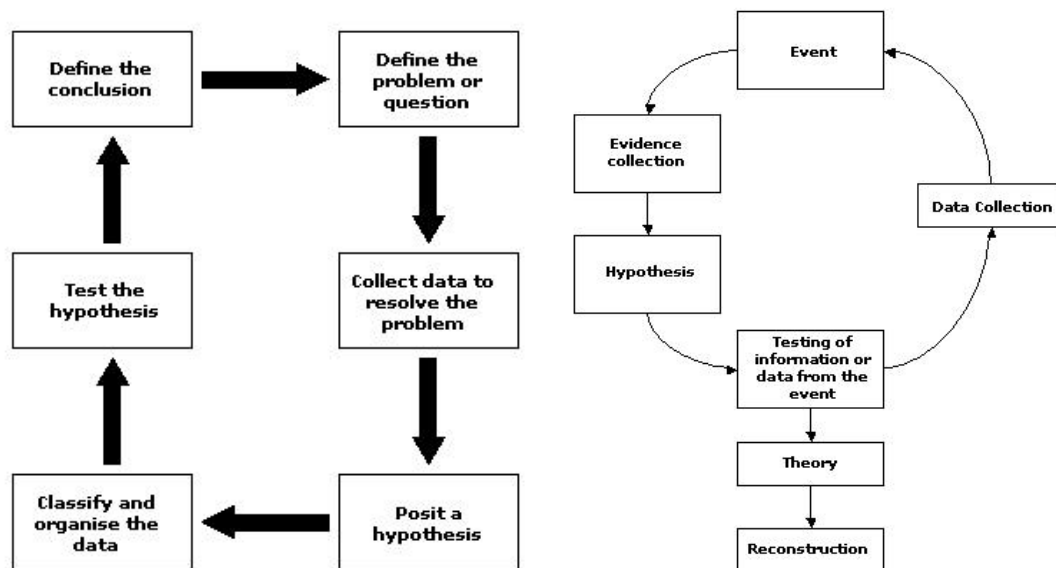 Define the
conclusion
Define the
problem or
question
Collect data to
resolve the
problem
Posit a
hypothesis
Classify and
organise the
data
Test the
hypothesis
Event
Evidence
collection
Hypothesis
Testing of
information or
data from the
event
Data Collection
Theory
Reconstruction